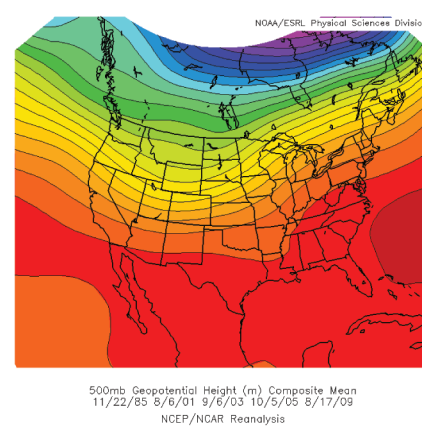 NOAA/ESRL Physical Sciences Divisio
500mb Geopotential Height (m) Composite Mean
11/22/85 8/6/01 9/6/03 10/5/05 8/17/09
NCEP/NCAR Reanalysis